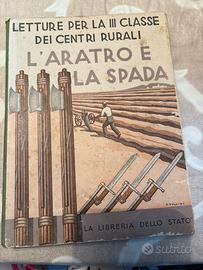 LETTURE PER LA III CLASSE
DEI CENTRI RURALI
L'ARATRO E
LA SPADA
LA LIBRERIA DELLO STATO
subito